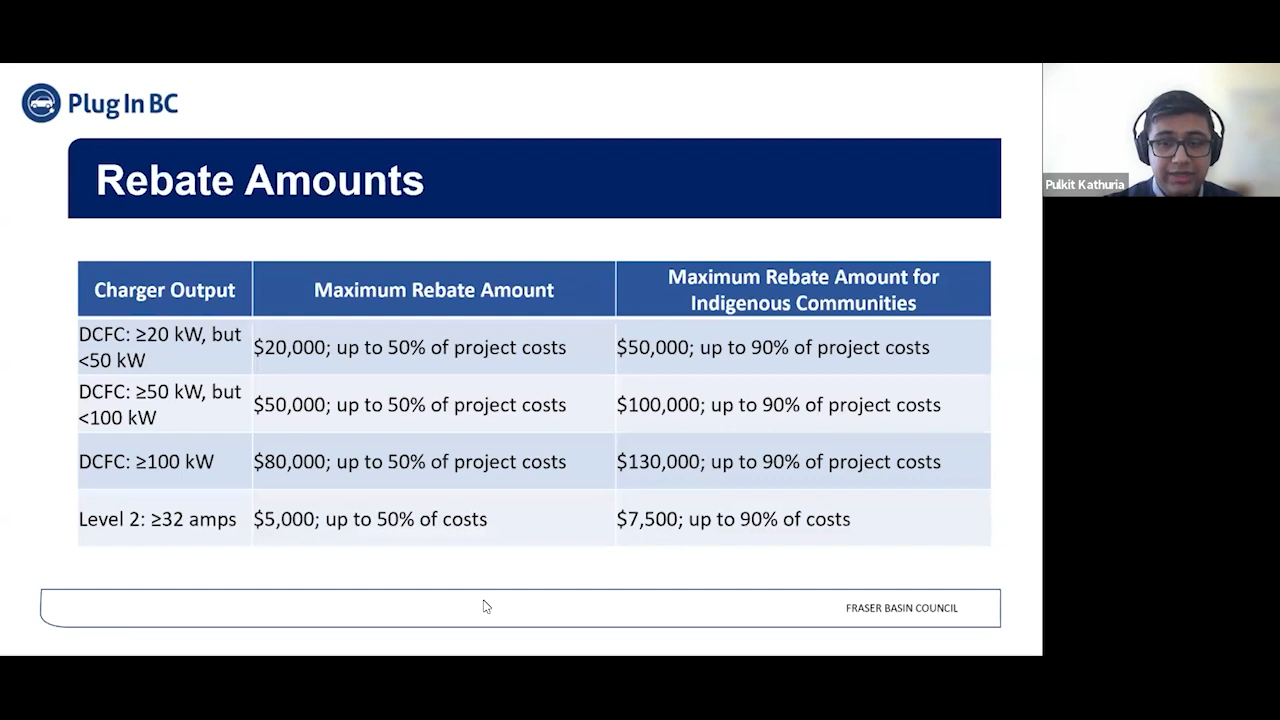 Plug In BC
Rebate Amounts
Pulkit Kathuria
Charger Output
Maximum Rebate Amount
Maximum Rebate Amount for
Indigenous Communities
DCFC: ≥20 kW, but
<50 kW
$20,000; up to 50% of project costs
$50,000; up to 90% of project costs
DCFC: ≥50 kW, but
<100 kW
$50,000; up to 50% of project costs
$100,000; up to 90% of project costs
DCFC: ≥100 kW
$80,000; up to 50% of project costs
$130,000; up to 90% of project costs
Level 2: ≥32 amps
$5,000; up to 50% of costs
$7,500; up to 90% of costs
FRASER BASIN COUNCIL